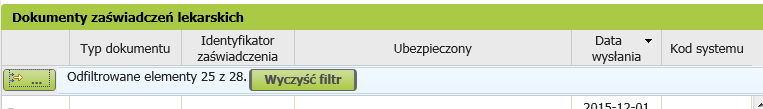 Dokumenty zaświadczeń lekarskich
Typ dokumentu
Identyfikator
zaświadczenia
Ubezpieczony
Data
wysłania
Kod systemu
... Odfiltrowane elementy 25 z 28. Wyczyść filtr
2015-12-01